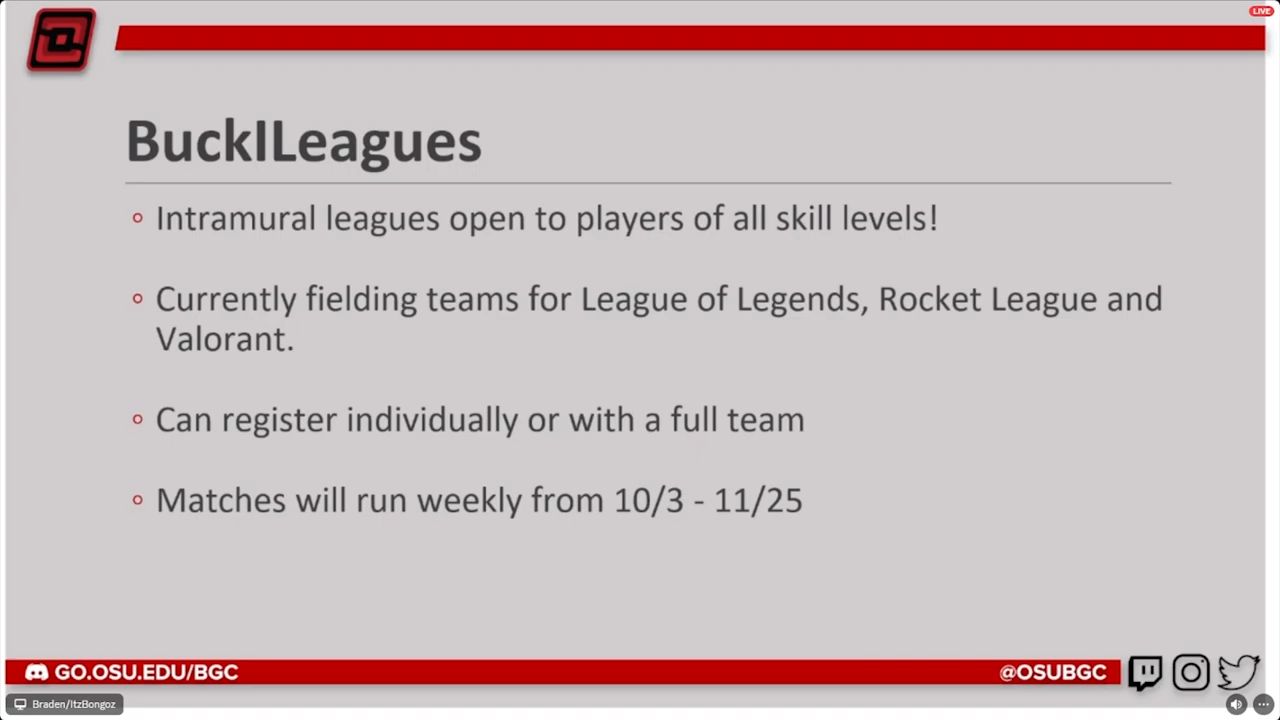 LIVE
BuckILeagues
Intramural leagues open to players of all skill levels!
Currently fielding teams for League of Legends, Rocket League and
Valorant.
Can register individually or with a full team
Matches will run weekly from 10/3 - 11/25
GO.OSU.EDU/BGC
@OSUBGC
Braden/ItzBongoz